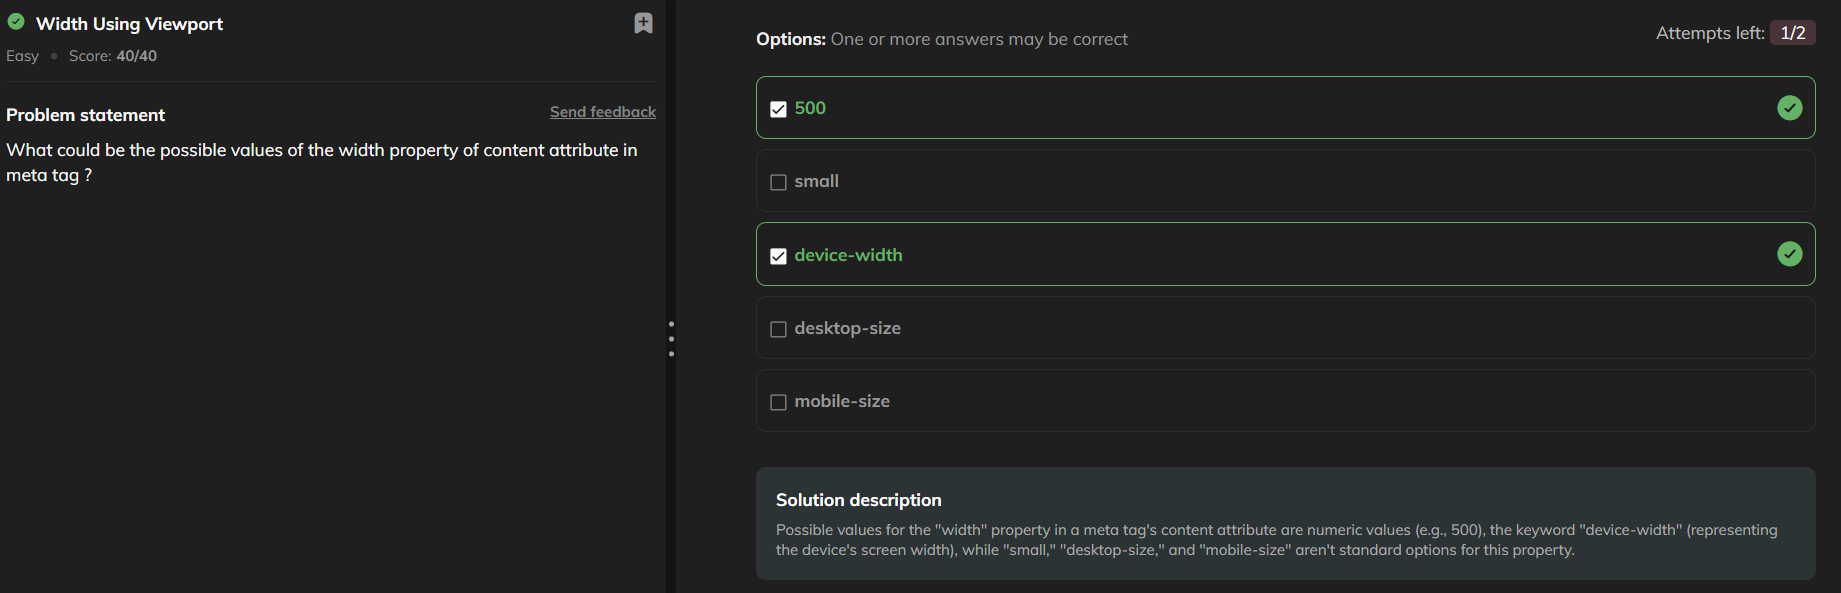 Width Using Viewport
Easy • Score: 40/40
Problem statement
Send feedback
What could be the possible values of the width property of content attribute in
meta tag ?
Options: One or more answers may be correct
Attempts left: 1/2
500
small
device-width
desktop-size
mobile-size
Solution description
Possible values for the "width" property in a meta tag's content attribute are numeric values (e.g., 500), the keyword "device-width" (representing
the device's screen width), while "small," "desktop-size," and "mobile-size" aren't standard options for this property.